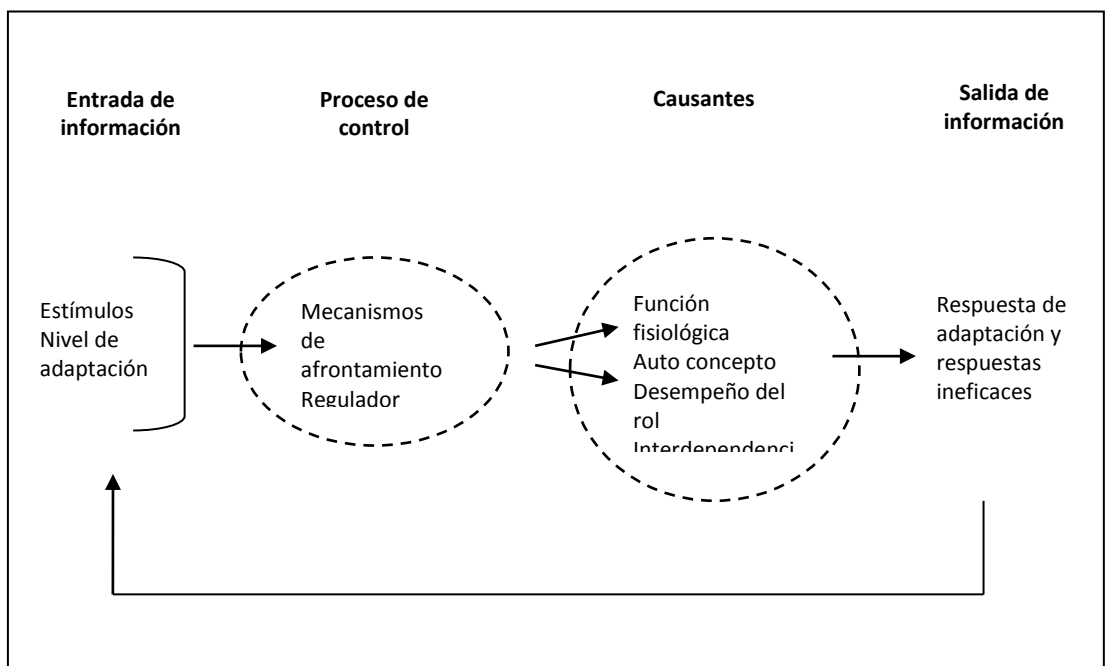 Entrada de
información
Proceso de
control
Causantes
Salida de
información
Estímulos
Nivel de
adaptación
Mecanismos
de
afrontamiento
Regulador
Función
fisiológica
Auto concepto
Desempeño del
rol
Interdependenci
Respuesta de
adaptación y
respuestas
ineficaces